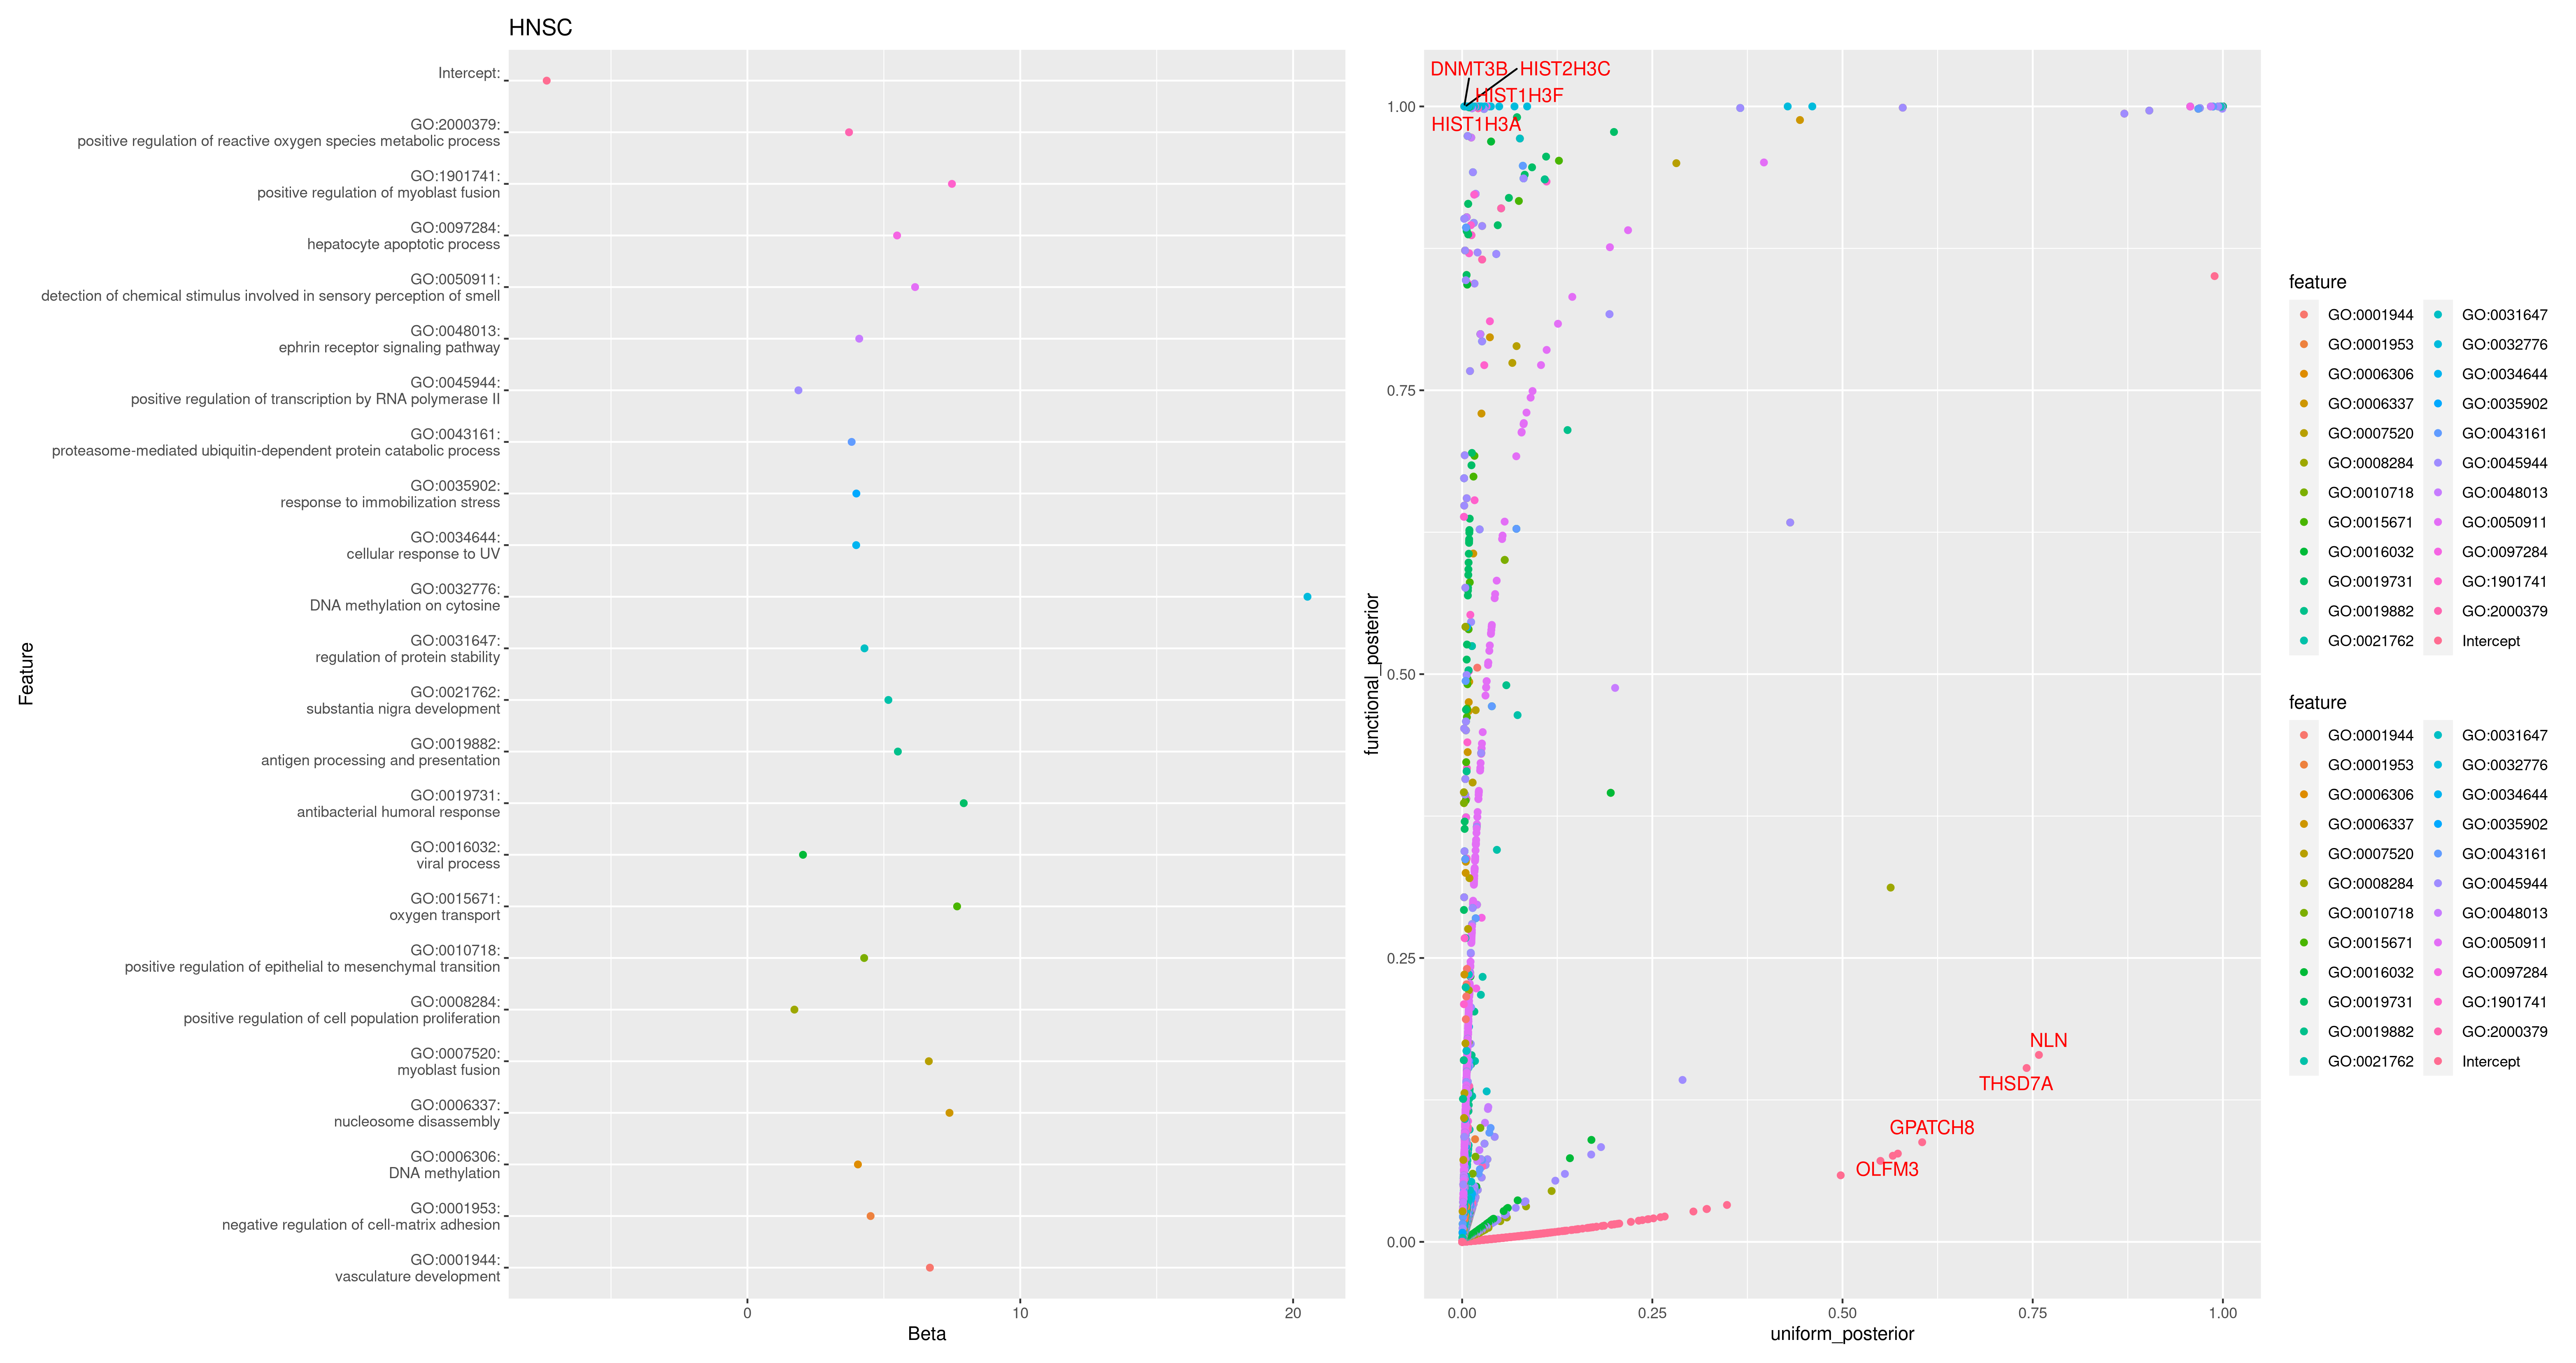 HNSC
Feature
Intercept:
GO:2000379:
positive regulation of reactive oxygen species metabolic process
GO:1901741:
positive regulation of myoblast fusion
GO:0097284:
hepatocyte apoptotic process
GO:0050911:
detection of chemical stimulus involved in sensory perception of smell
GO:0048013:
ephrin receptor signaling pathway
GO:0045944:
positive regulation of transcription by RNA polymerase II
GO:0043161:
proteasome-mediated ubiquitin-dependent protein catabolic process
GO:0035902:
response to immobilization stress
GO:0034644:
cellular response to UV
GO:0032776:
DNA methylation on cytosine
GO:0031647:
regulation of protein stability
GO:0021762:
substantia nigra development
GO:0019882:
antigen processing and presentation
GO:0019731:
antibacterial humoral response
GO:0016032:
viral process
GO:0015671:
oxygen transport
GO:0010718:
positive regulation of epithelial to mesenchymal transition
GO:0008284:
positive regulation of cell population proliferation
GO:0007520:
myoblast fusion
GO:0006337:
nucleosome disassembly
GO:0006306:
DNA methylation
GO:0001953:
negative regulation of cell-matrix adhesion
GO:0001944:
vasculature development
0 10 20
Beta
functional_posterior
1.00
0.75
0.50
0.25
0.00
DNMT3B
HIST2H3C
HIST1H3F
HIST1H3A
NLN
THSD7A
GPATCH8
OLFM3
0.00 0.25 0.50 0.75 1.00
uniform_posterior
feature
GO:0001944 GO:0031647
GO:0001953 GO:0032776
GO:0006306 GO:0034644
GO:0006337 GO:0035902
GO:0007520 GO:0043161
GO:0008284 GO:0045944
GO:0010718 GO:0048013
GO:0015671 GO:0050911
GO:0016032 GO:0097284
GO:0019731 GO:1901741
GO:0019882 GO:2000379
GO:0021762 Intercept
feature
GO:0001944 GO:0031647
GO:0001953 GO:0032776
GO:0006306 GO:0034644
GO:0006337 GO:0035902
GO:0007520 GO:0043161
GO:0008284 GO:0045944
GO:0010718 GO:0048013
GO:0015671 GO:0050911
GO:0016032 GO:0097284
GO:0019731 GO:1901741
GO:0019882 GO:2000379
GO:0021762 Intercept